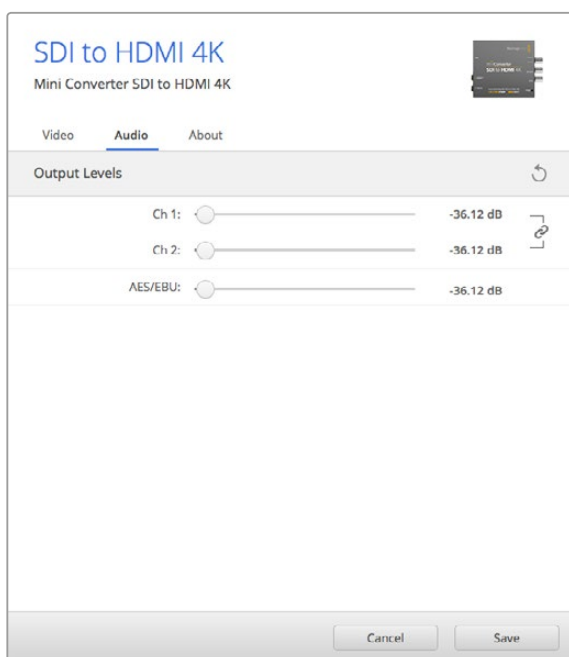 SDI to HDMI 4K
Mini Converter SDI to HDMI 4K
Video Audio About
Output Levels
Ch 1: -36.12 dB
Ch 2: -36.12 dB
AES/EBU: -36.12 dB
Cancel Save